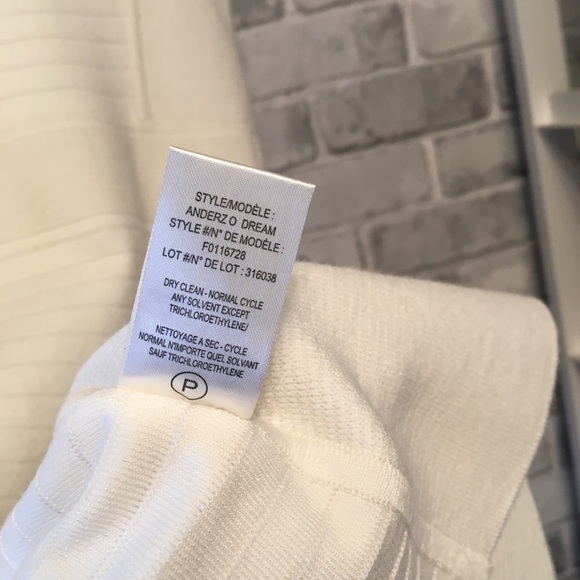 STYLE/MODÈLE :
ANDERZ O DREAM
STYLE #/N° DE MODÈLE :
F0116728
LOT #/N° DE LOT : 316038
DRY CLEAN - NORMAL CYCLE
ANY SOLVENT EXCEPT
TRICHLOROETHYLENE/
NETTOYAGE A SEC - CYCLE
NORMAL N'IMPORTE QUEL SOLVANT
SAUF TRICHLOROETHYLENE
P